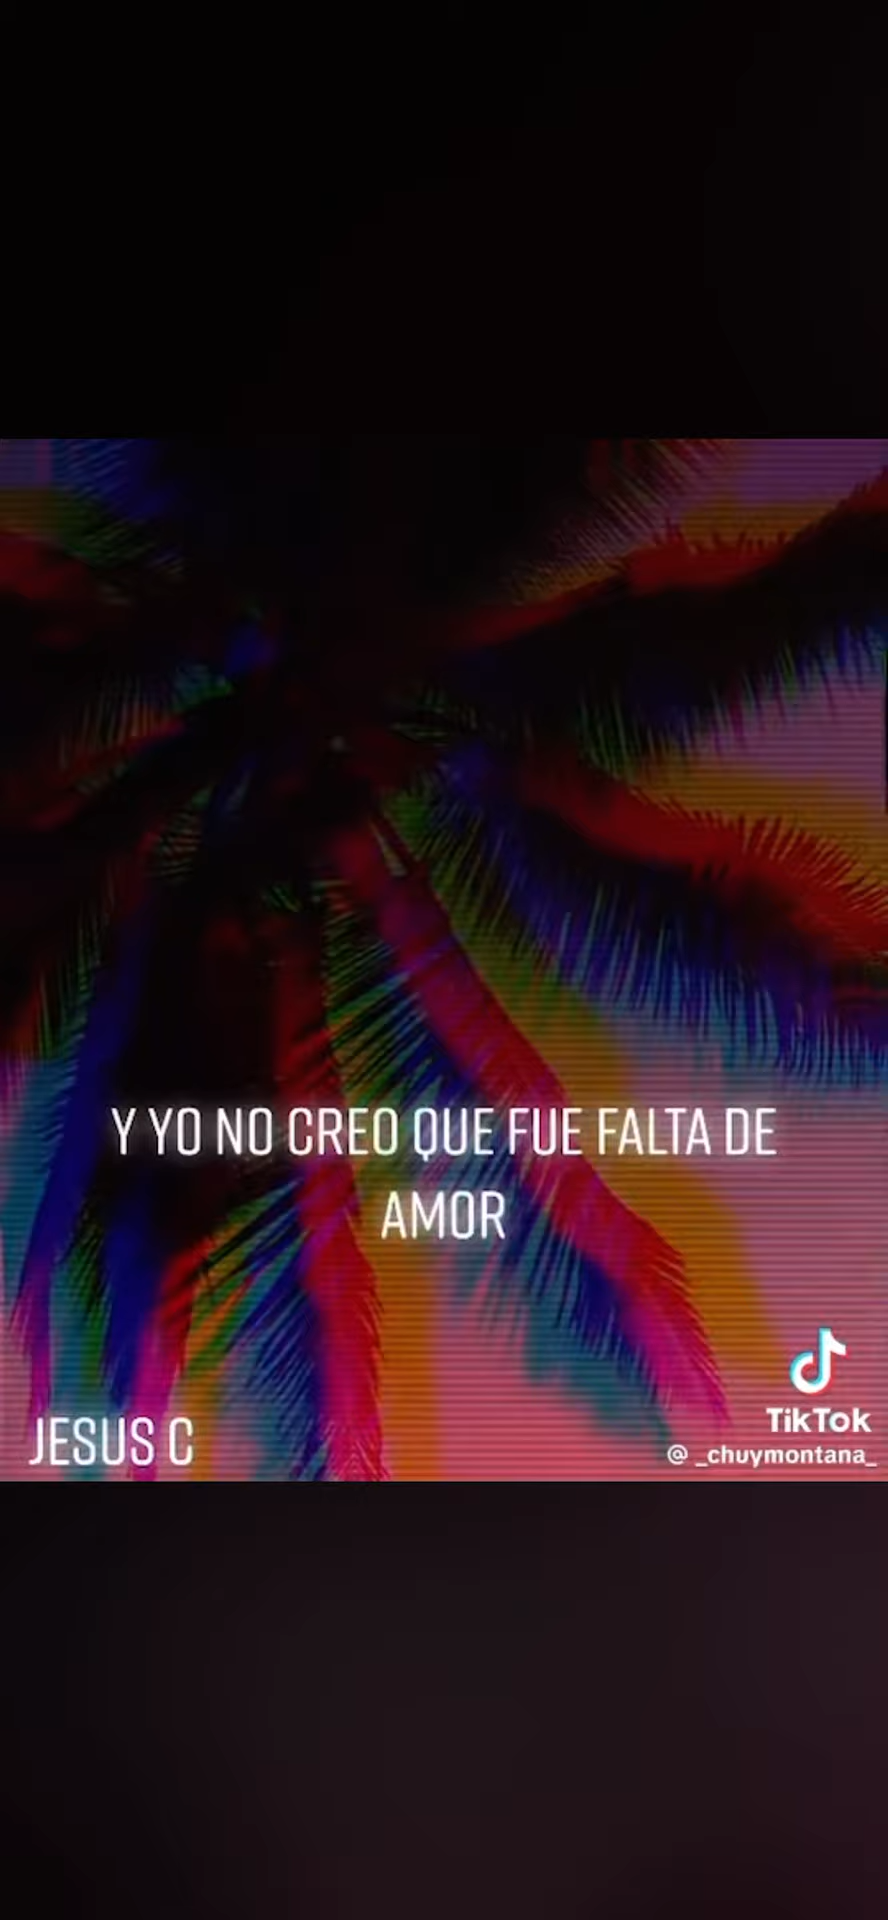 Y YO NO CREO QUE FUE FALTA DE
AMOR
JESUS C
TikTok
@ _chuymontana_